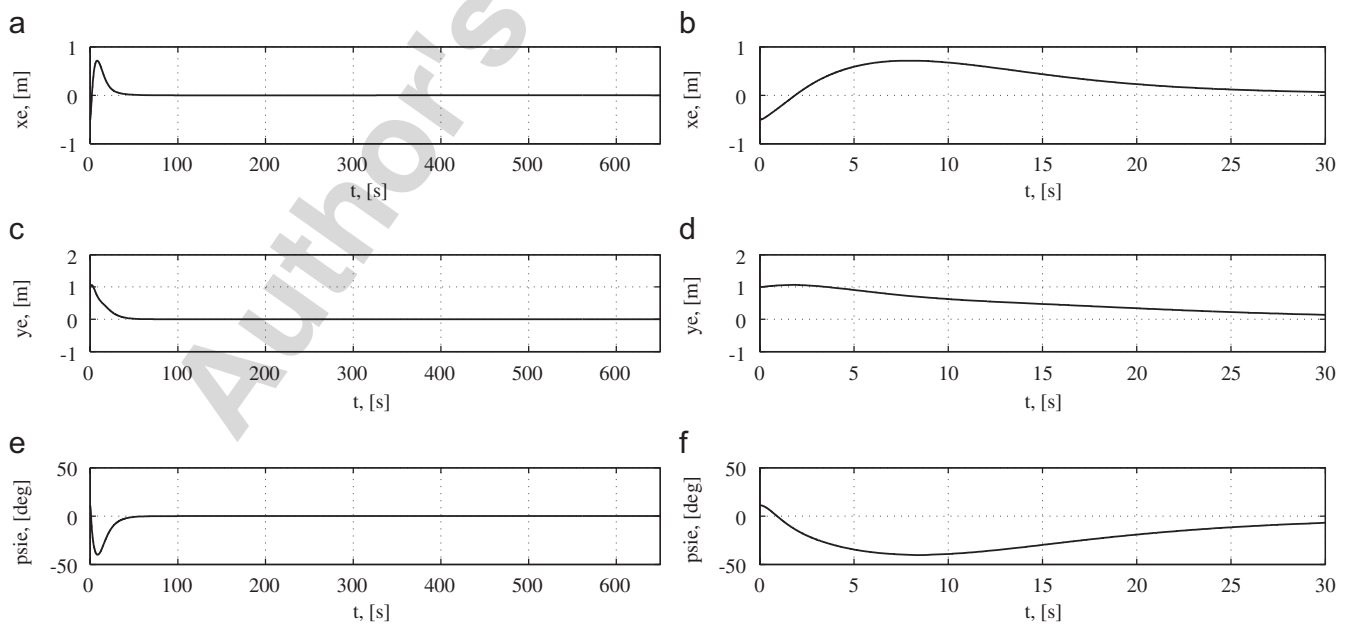 a
1
0
-1
xe, [m]
0 100 200 300 400 500 600
t, [s]
b
1
0
-1
xe, [m]
0 5 10 15 20 25 30
t, [s]
c
2
1
0
-1
ye, [m]
0 100 200 300 400 500 600
t, [s]
d
2
1
0
-1
ye, [m]
0 5 10 15 20 25 30
t, [s]
e
50
0
-50
psie, [deg]
0 100 200 300 400 500 600
t, [s]
f
50
0
-50
psie, [deg]
0 5 10 15 20 25 30
t, [s]
Author's